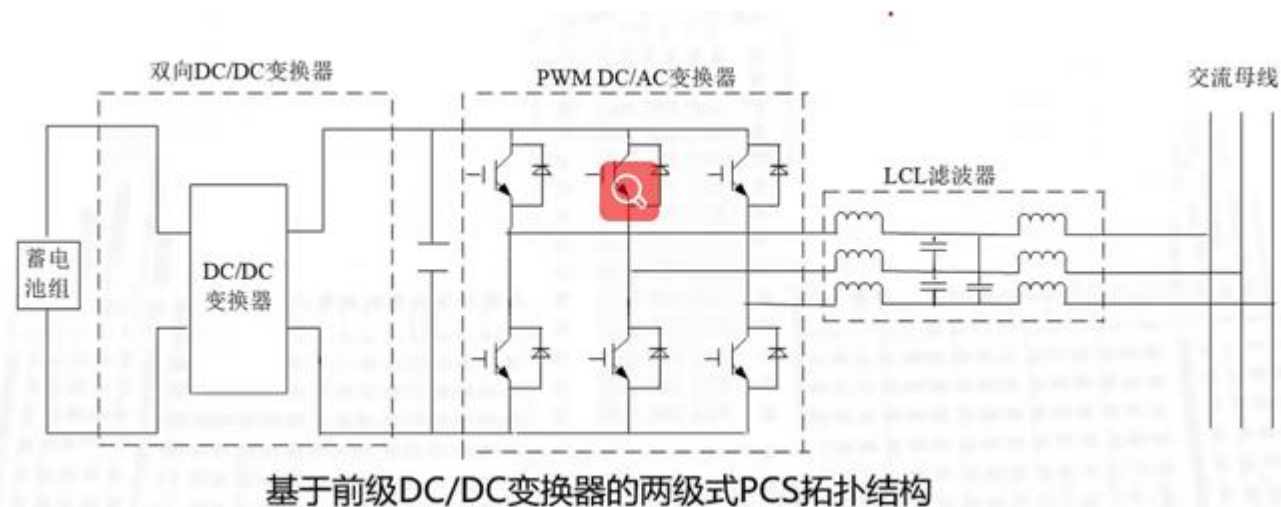 双向DC/DC变换器
PWM DC/AC变换器
交流母线
LCL滤波器
蓄电
池组
DC/DC
变换器
基于前级DC/DC变换器的两级式PCS拓扑结构